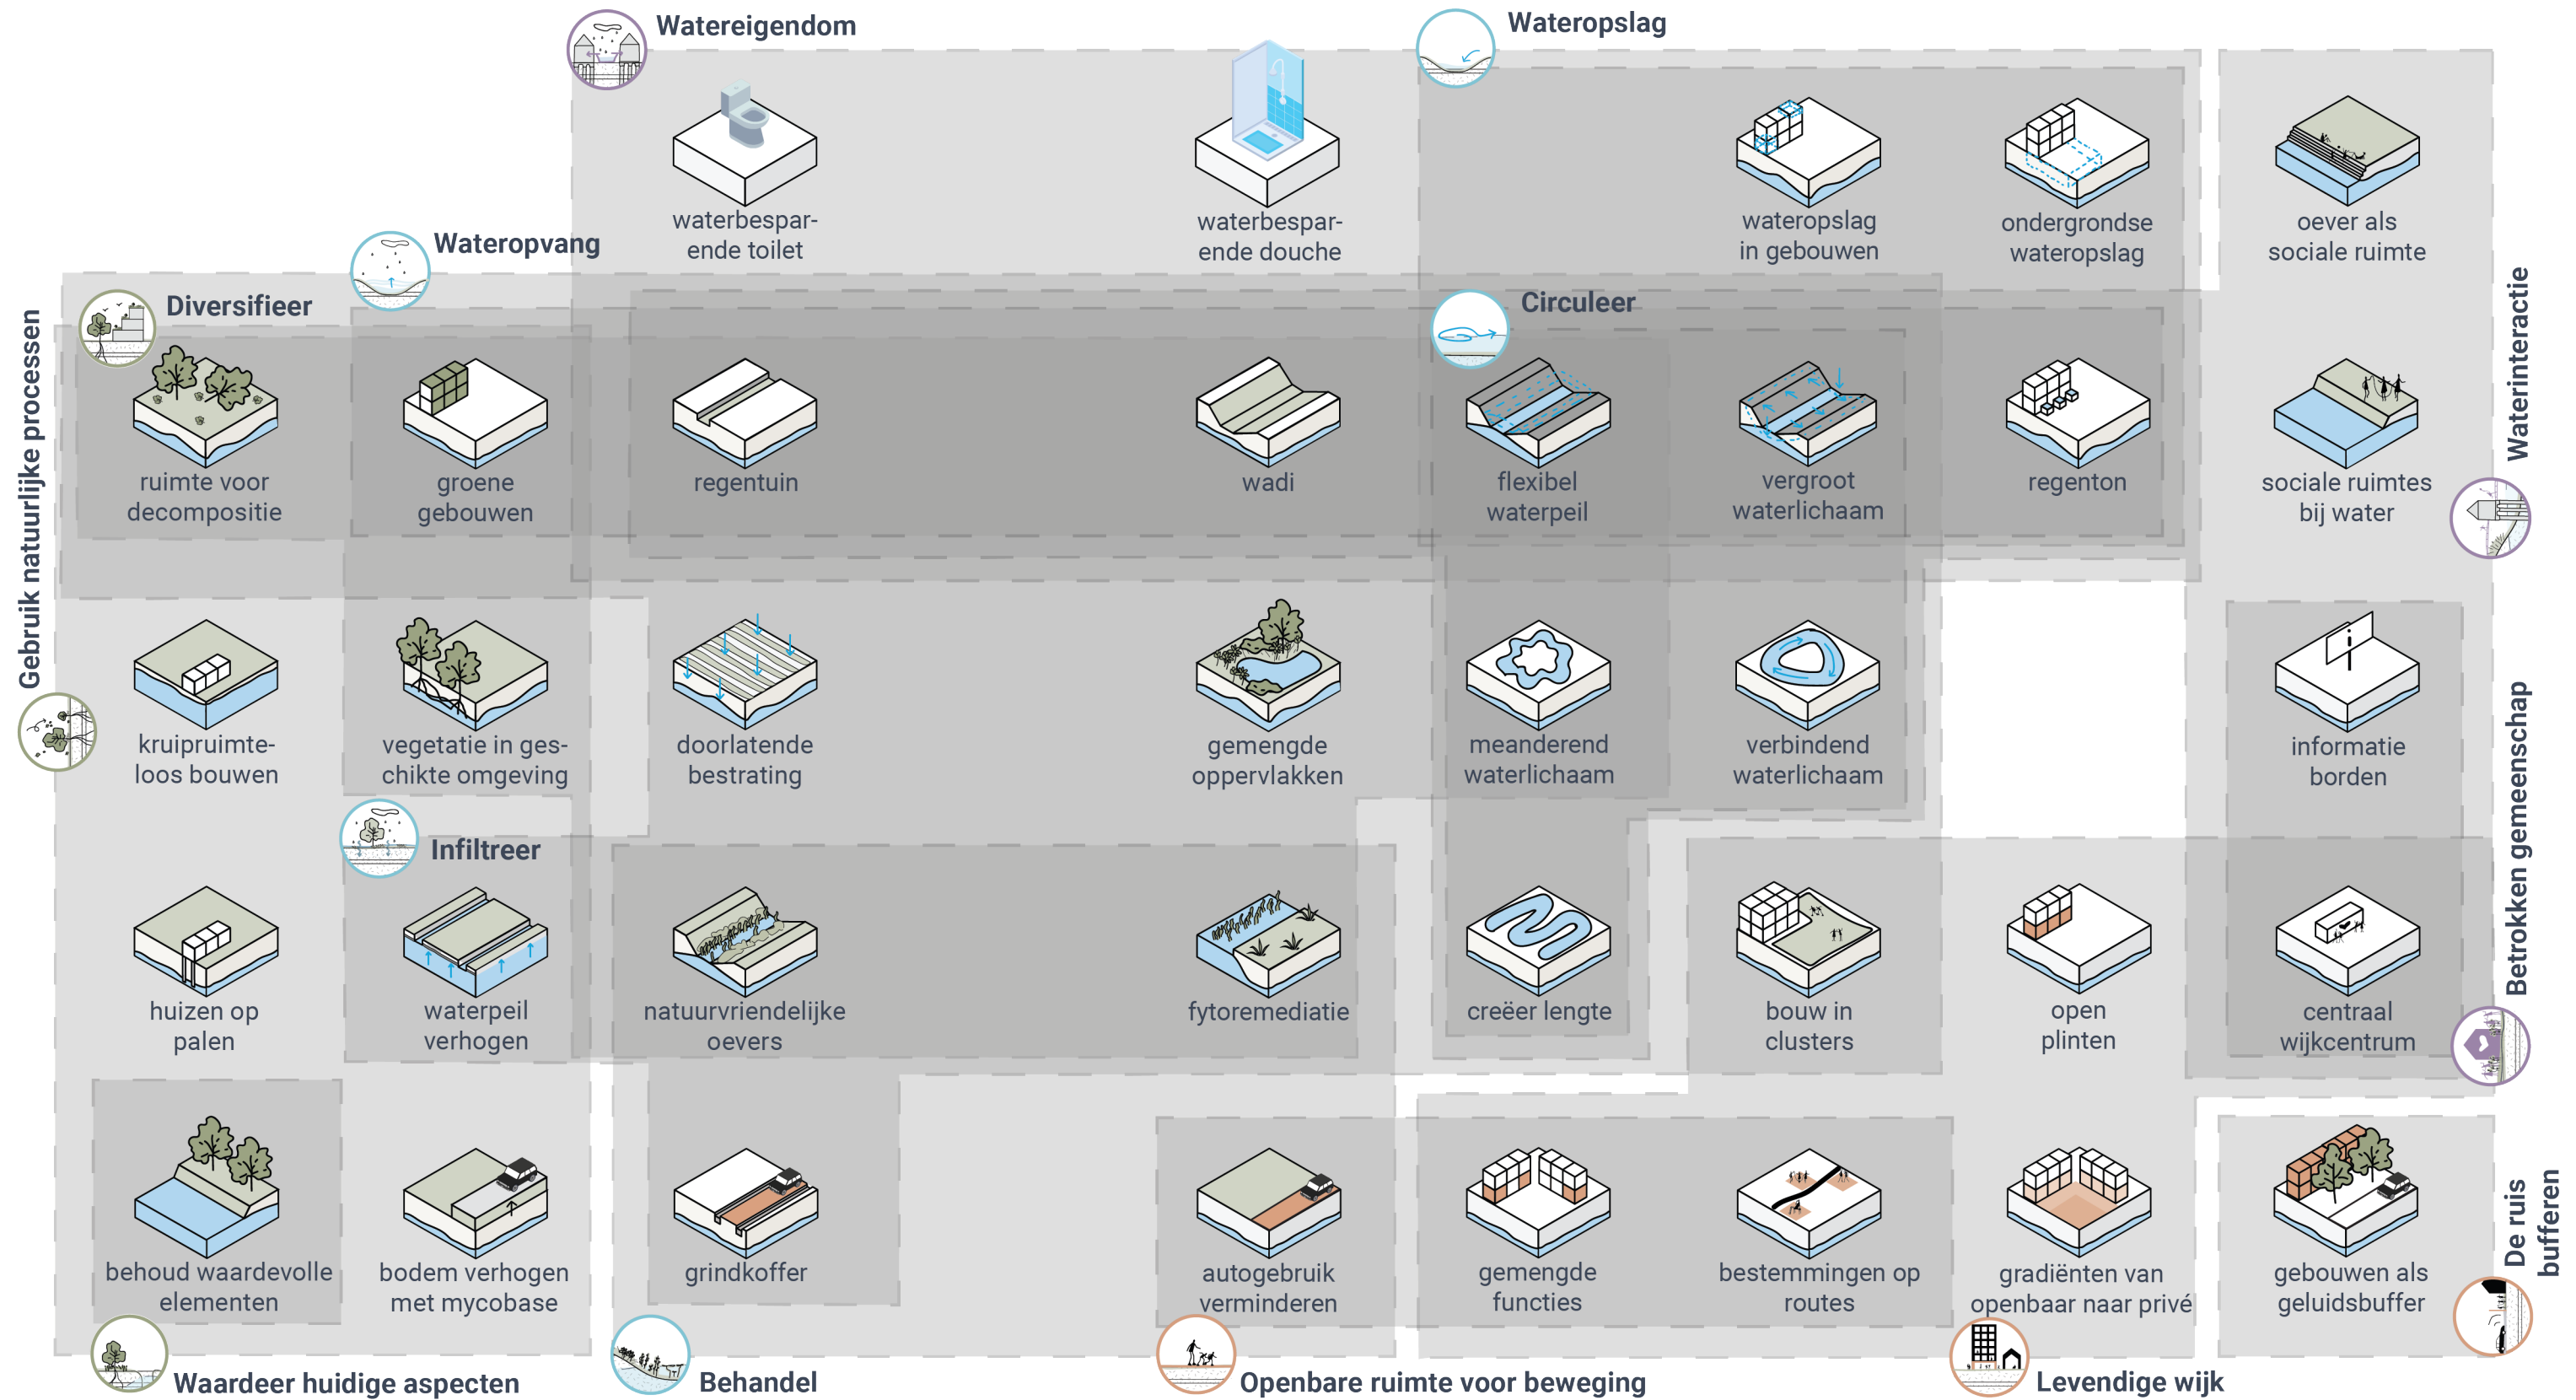 Watereigendom
Wateropslag
waterbespar-
ende toilet
waterbespar-
ende douche
wateropslag
in gebouwen
ondergrondse
wateropslag
oever als
sociale ruimte
Wateropvang
Diversifieer
Circuleer
Gebruik natuurlijke processen
Waterinteractie
ruimte voor
decompositie
groene
gebouwen
regentuin
wadi
flexibel
waterpeil
vergroot
waterlichaam
regenton
sociale ruimtes
bij water
kruipruimte-
loos bouwen
vegetatie in ges-
chikte omgeving
doorlatende
bestrating
gemengde
oppervlakken
meanderend
waterlichaam
verbindend
waterlichaam
informatie
borden
Betrokken gemeenschap
Infiltreer
huizen op
palen
waterpeil
verhogen
natuurvriendelijke
oevers
fytoremediatie
creëer lengte
bouw in
clusters
open
plinten
centraal
wijkcentrum
behoud waardevolle
elementen
bodem verhogen
met mycobase
grindkoffer
autogebruik
verminderen
gemengde
functies
bestemmingen op
routes
gradiënten van
openbaar naar privé
gebouwen als
geluidsbuffer
De ruis
bufferen
Waardeer huidige aspecten
Behandel
Openbare ruimte voor beweging
Levendige wijk